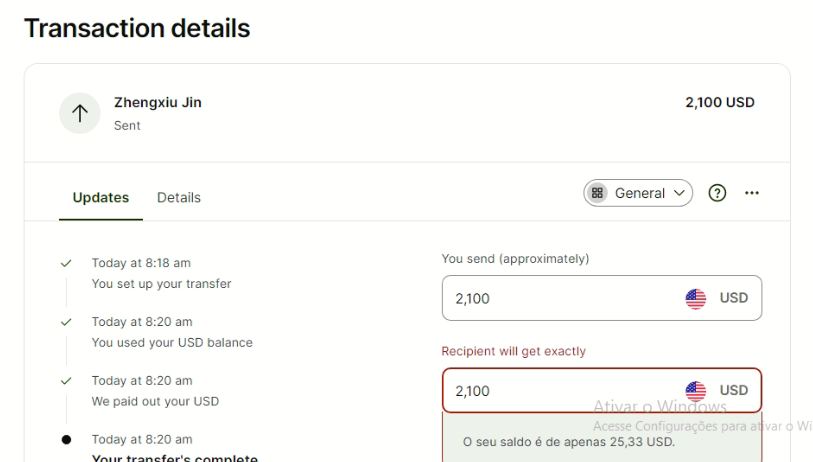 Transaction details
Zhengxiu Jin
2,100 USD
Sent
Updates
Details
General
?
Today at 8:18 am
You set up your transfer
Today at 8:20 am
You used your USD balance
Today at 8:20 am
We paid out your USD
Today at 8:20 am
Your transfer's complete
You send (approximately)
2,100 USD
Recipient will get exactly
2,100 USD
O seu saldo é de apenas 25,33 USD.
Ativar o Windows
Acesse Configurações para ativar o Wi